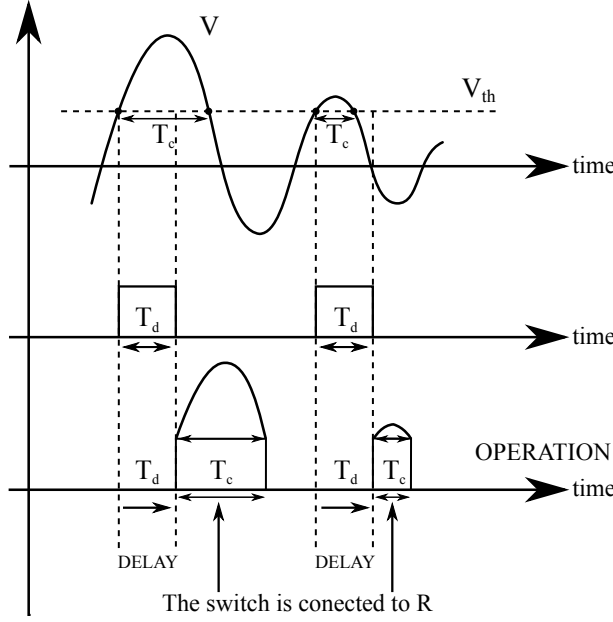 V
V_th
T_c
T_c
time
T_d
T_d
time
OPERATION
T_d
T_c
T_d
T_c
time
DELAY
DELAY
The switch is conected to R